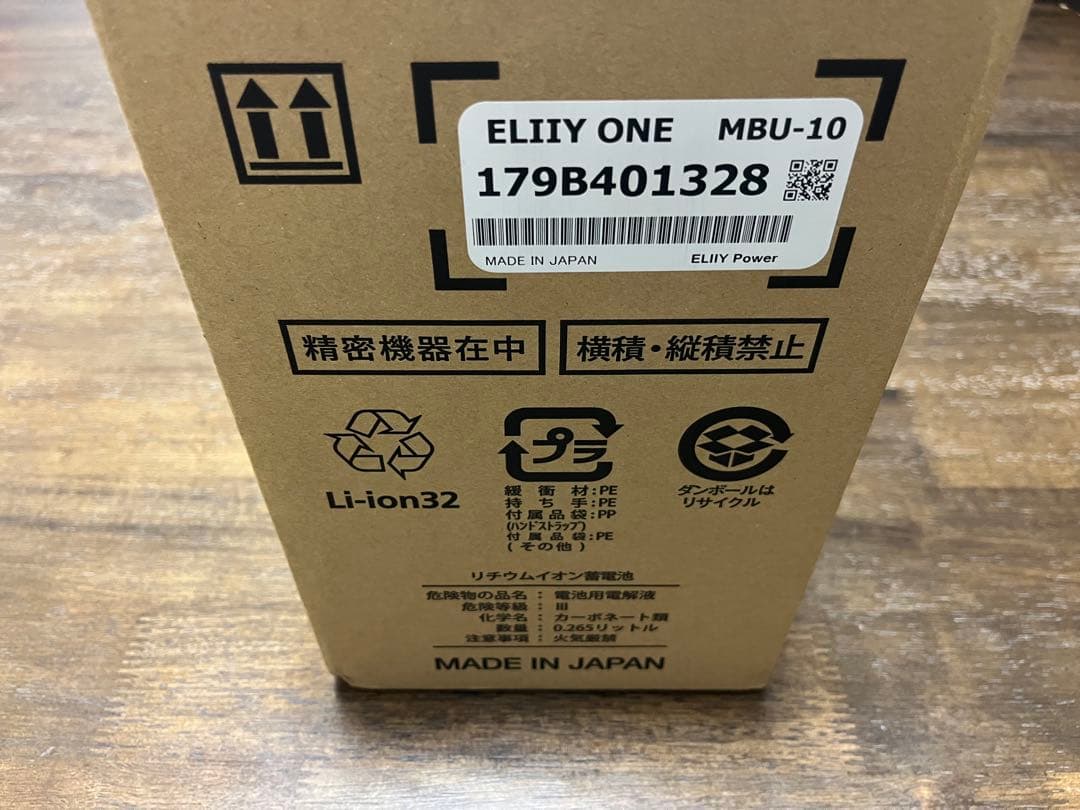 ELIIY ONE MBU-10
179B401328
MADE IN JAPAN ELIIY Power
精密機器在中 横積・縦積禁止
Li-ion32
プラ
緩衝材:PE
持ち手:PE
付属品袋:PP
(ハンドストラップ)
付属品袋:PE
(その他)
ダンボールは
リサイクル
リチウムイオン蓄電池
危険物の品名:電池用電解液
危険等級:Ⅲ
化学名:カーボネート類
数量:0.265リットル
注意事項:火気厳禁
MADE IN JAPAN